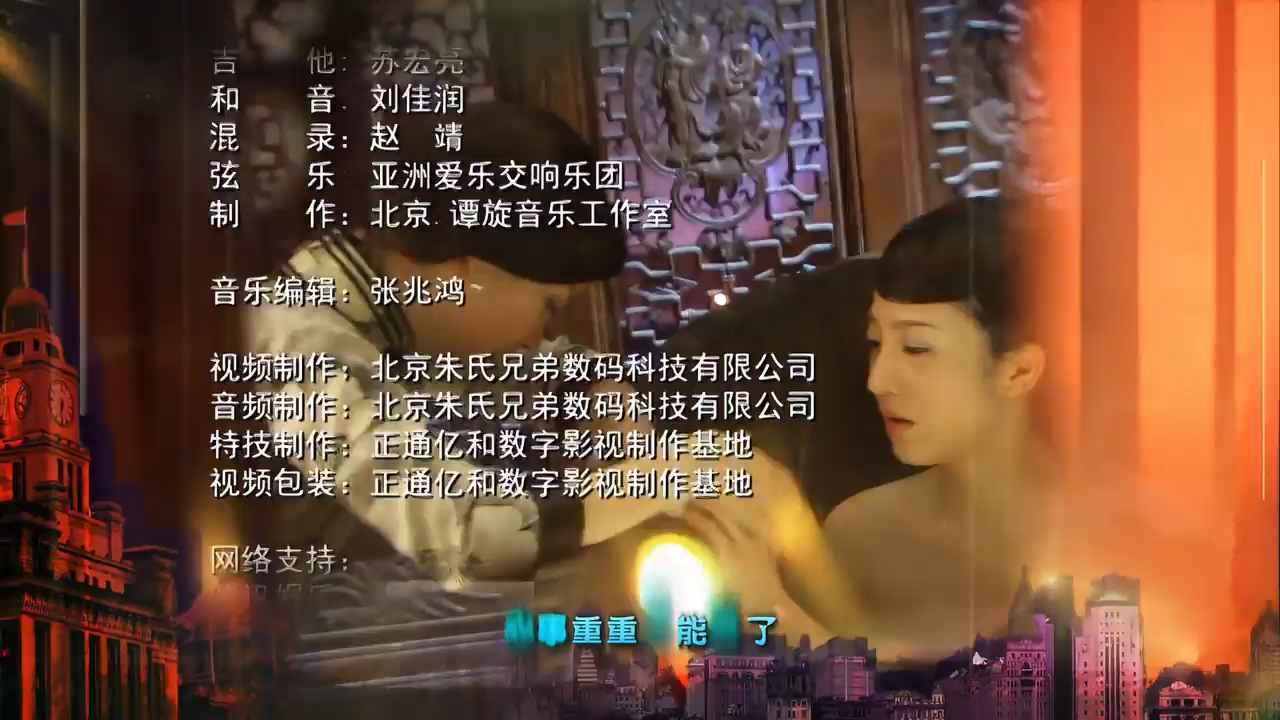 吉 他: 苏宏亮
和 音: 刘佳润
混 录: 赵 靖
弦 乐 亚洲爱乐交响乐团
制 作: 北京.谭旋音乐工作室
音乐编辑: 张兆鸿
视频制作: 北京朱氏兄弟数码科技有限公司
音频制作: 北京朱氏兄弟数码科技有限公司
特技制作: 正通亿和数字影视制作基地
视频包装: 正通亿和数字影视制作基地
网络支持:
重重 能 了